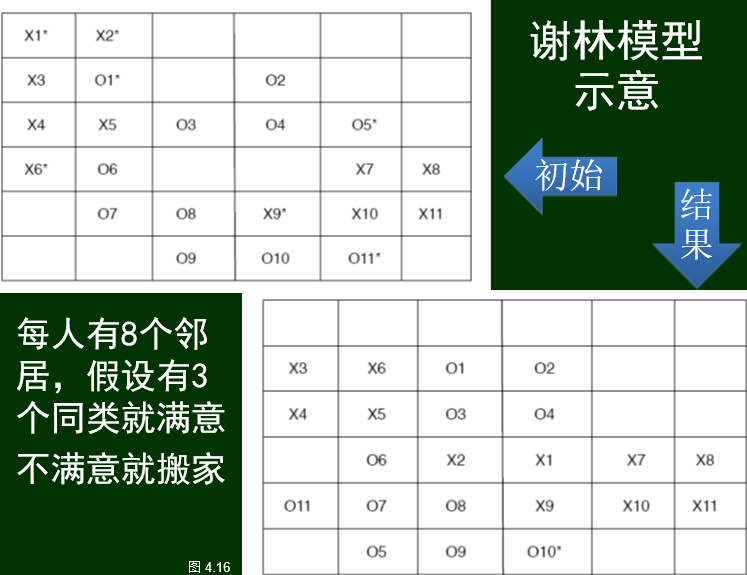 X1* X2*
X3 O1* O2
X4 X5 O3 O4 O5*
X6* O6 X7 X8
O7 O8 X9* X10 X11
O9 O10 O11*
谢林模型
示意
初始
结
果
每人有8个邻
居，假设有3
个同类就满意
不满意就搬家
图 4.16
X3 X6 O1 O2
X4 X5 O3 O4
O6 X2 X1 X7 X8
O11 O7 O8 X9 X10 X11
O5 O9 O10*